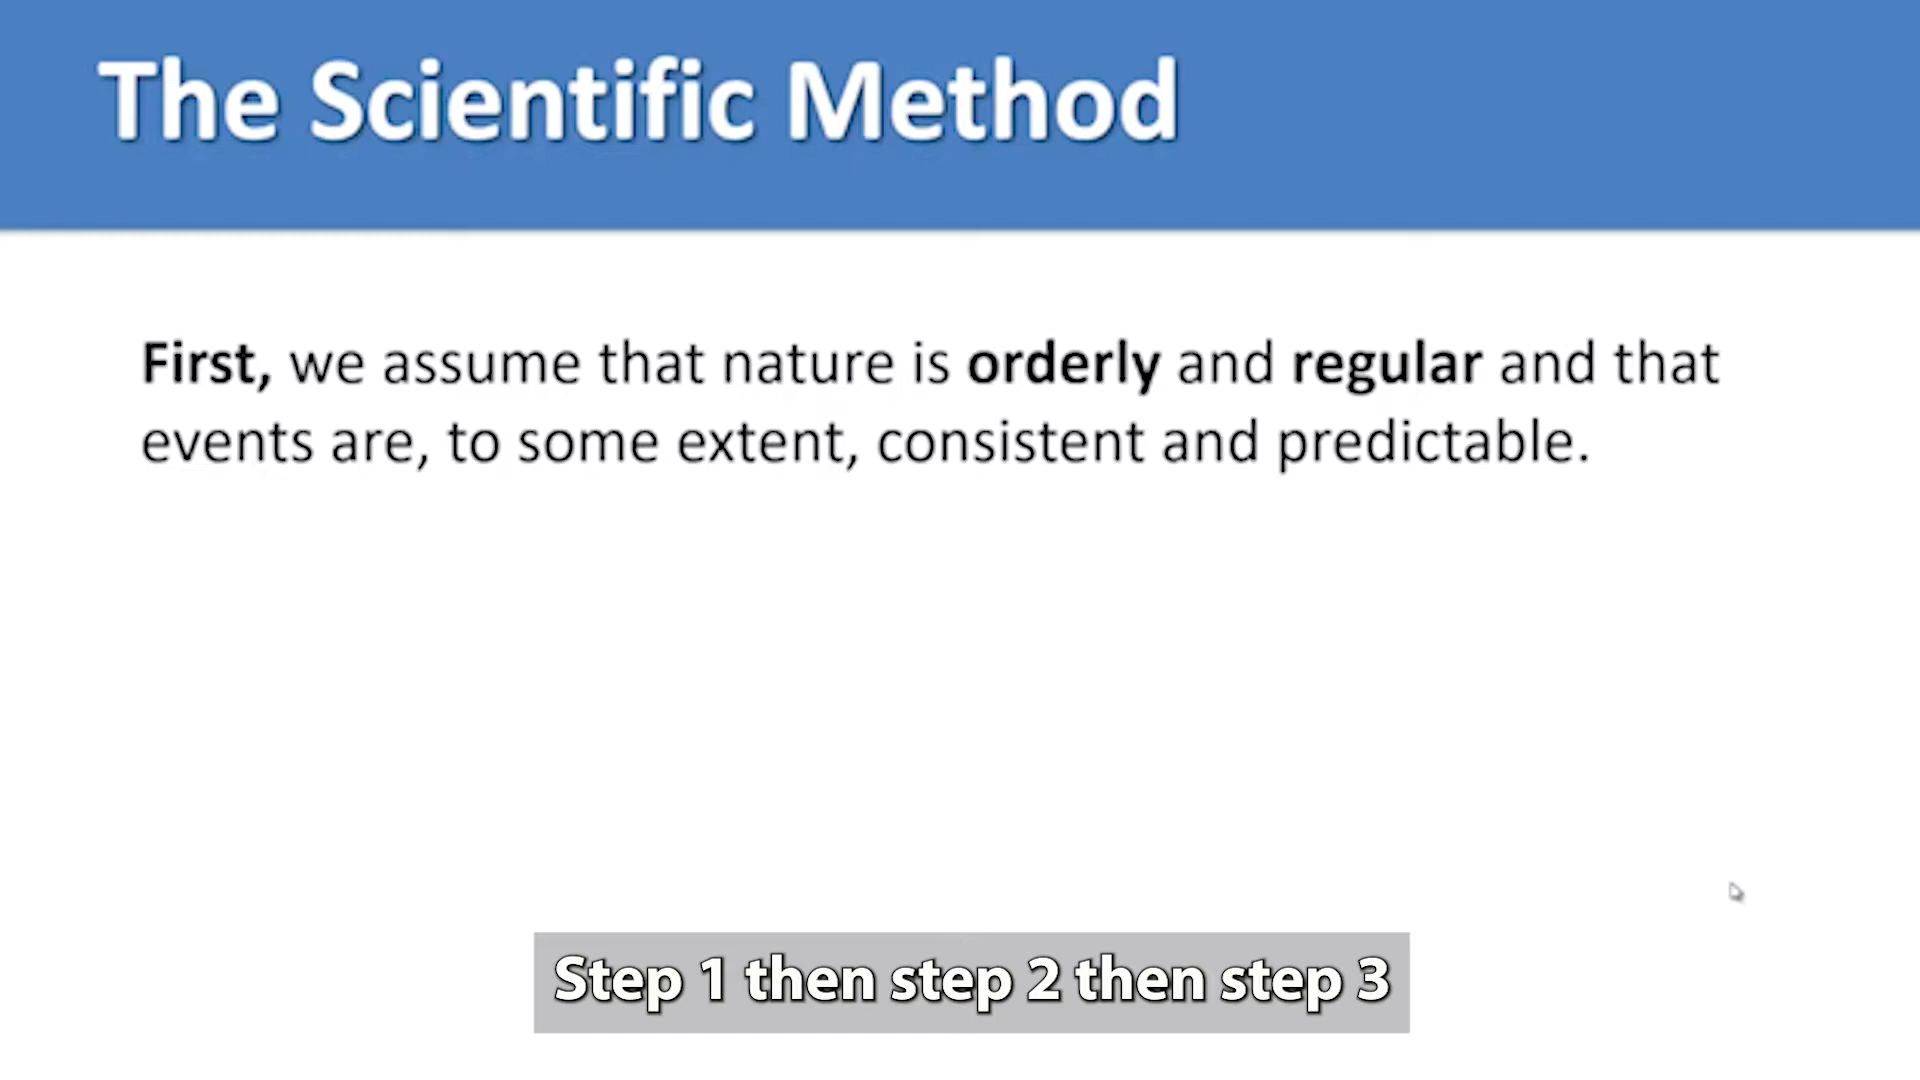 The Scientific Method
First, we assume that nature is orderly and regular and that
events are, to some extent, consistent and predictable.
Step 1 then step 2 then step 3